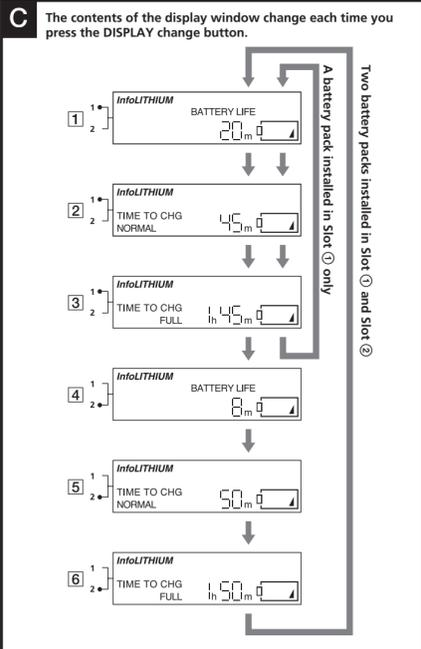 C
The contents of the display window change each time you
press the DISPLAY change button.
1
1
2
InfoLITHIUM
BATTERY LIFE
20m
2
1
2
InfoLITHIUM
TIME TO CHG
NORMAL
45m
3
1
2
InfoLITHIUM
TIME TO CHG
FULL
1h 45m
4
1
2
InfoLITHIUM
BATTERY LIFE
8m
5
1
2
InfoLITHIUM
TIME TO CHG
NORMAL
50m
6
1
2
InfoLITHIUM
TIME TO CHG
FULL
1h 50m
A battery pack installed in Slot ① only
Two battery packs installed in Slot ① and Slot ②